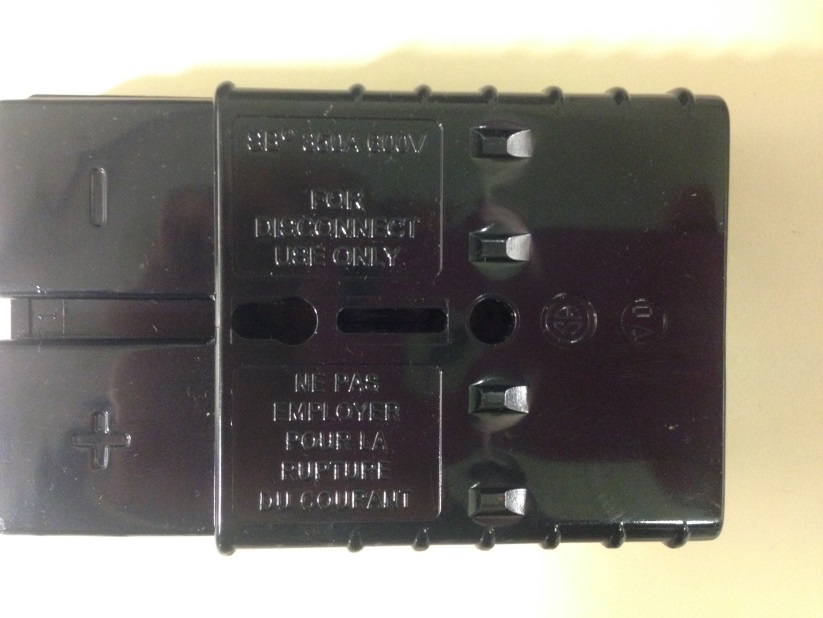 SB® 350A 600V
FOR
DISCONNECT
USE ONLY
NE PAS
EMPLOYER
POUR LA
RUPTURE
DU COURANT